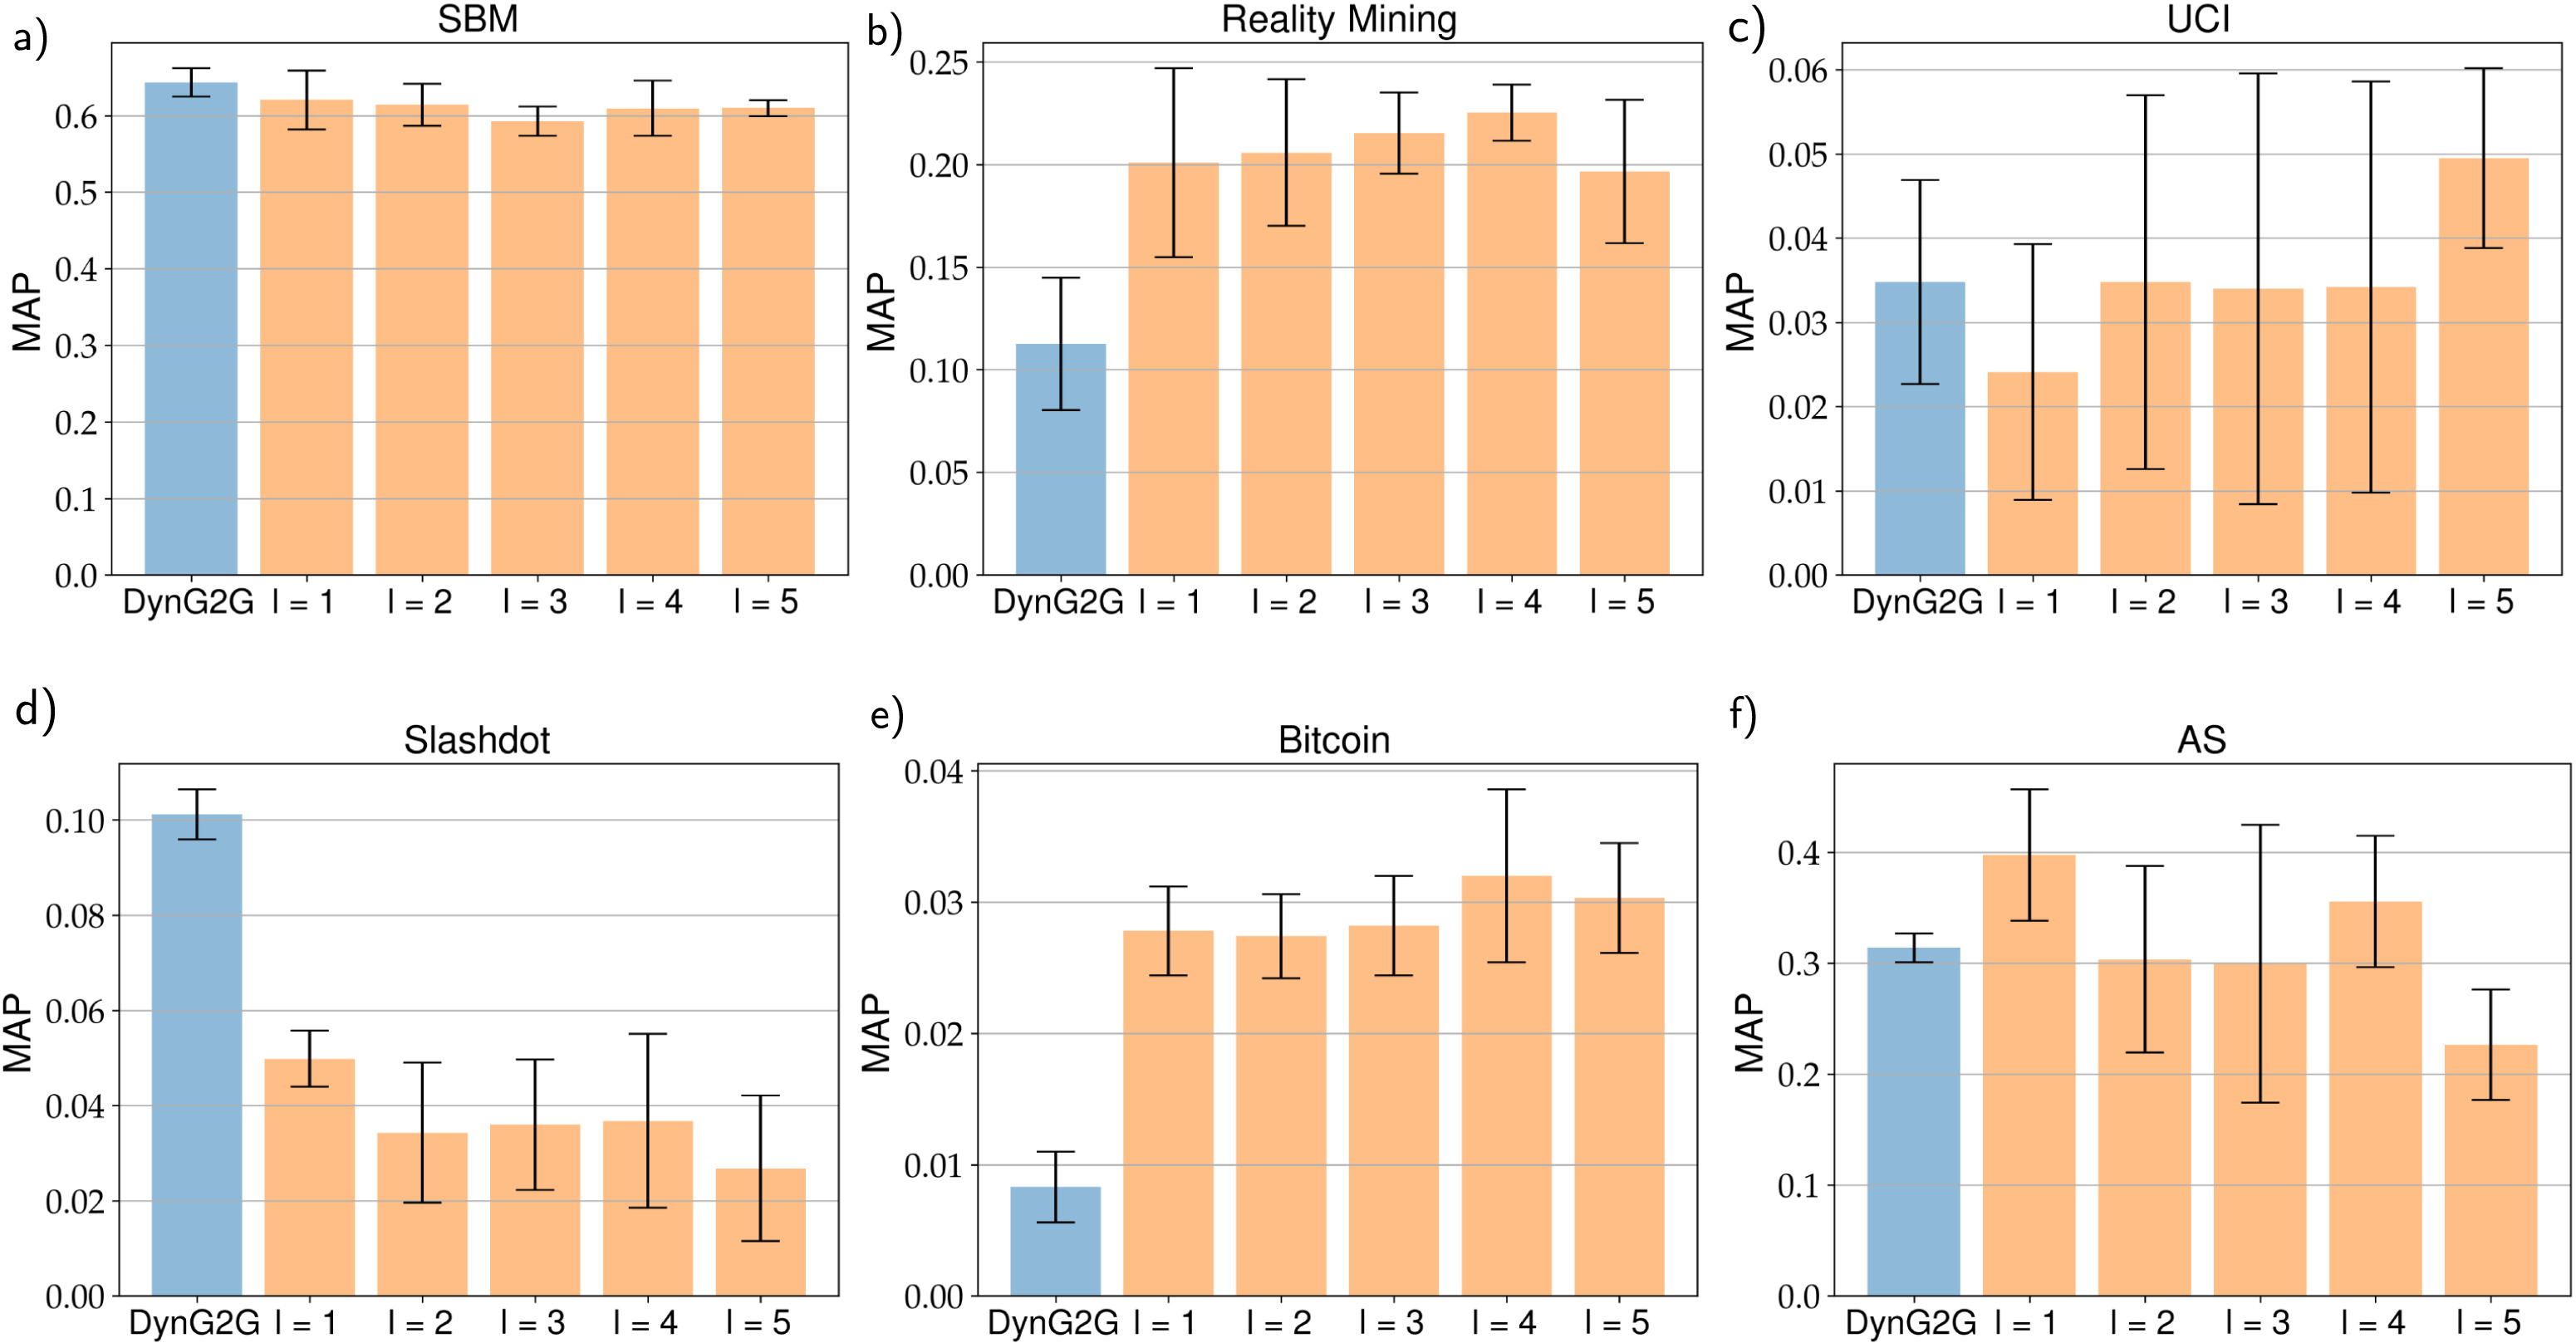 a)
SBM
MAP
0.6
0.5
0.4
0.3
0.2
0.1
0.0
DynG2G l = 1 l = 2 l = 3 l = 4 l = 5
b)
Reality Mining
MAP
0.25
0.20
0.15
0.10
0.05
0.00
DynG2G l = 1 l = 2 l = 3 l = 4 l = 5
c)
UCI
MAP
0.06
0.05
0.04
0.03
0.02
0.01
0.00
DynG2G l = 1 l = 2 l = 3 l = 4 l = 5
d)
Slashdot
MAP
0.10
0.08
0.06
0.04
0.02
0.00
DynG2G l = 1 l = 2 l = 3 l = 4 l = 5
e)
Bitcoin
MAP
0.04
0.03
0.02
0.01
0.00
DynG2G l = 1 l = 2 l = 3 l = 4 l = 5
f)
AS
MAP
0.4
0.3
0.2
0.1
0.0
DynG2G l = 1 l = 2 l = 3 l = 4 l = 5